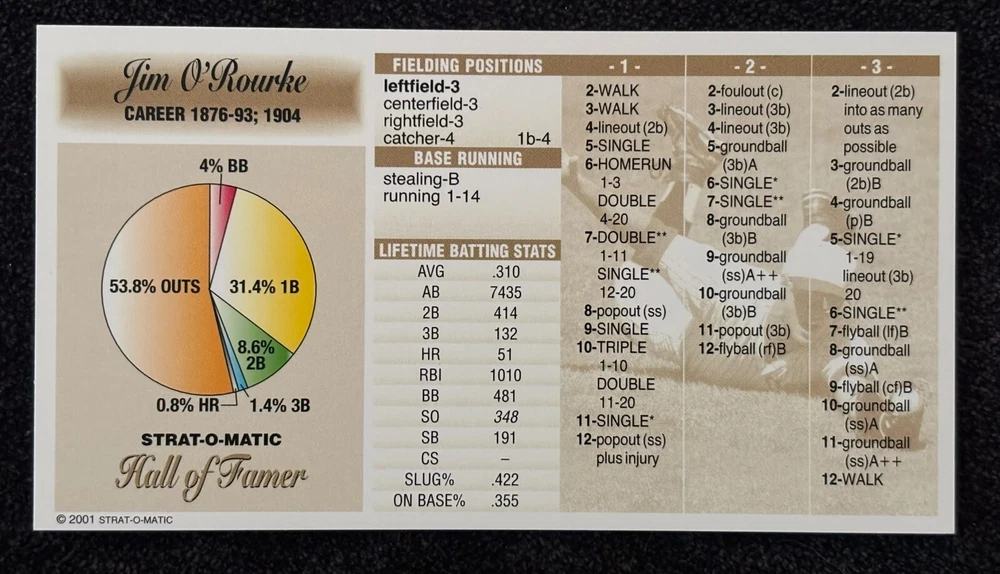 Jim O'Rourke
CAREER 1876-93; 1904
4% BB
53.8% OUTS
31.4% 1B
8.6%
2B
0.8% HR
1.4% 3B
STRAT-O-MATIC
Hall of Famer
© 2001 STRAT-O-MATIC
FIELDING POSITIONS
leftfield-3
centerfield-3
rightfield-3
catcher-4 1b-4
BASE RUNNING
stealing-B
running 1-14
LIFETIME BATTING STATS
AVG .310
AB 7435
2B 414
3B 132
HR 51
RBI 1010
BB 481
SO 348
SB 191
CS –
SLUG% .422
ON BASE% .355
- 1 -
2-WALK
3-WALK
4-lineout (2b)
5-SINGLE
6-HOMERUN
1-3
DOUBLE
4-20
7-DOUBLE**
1-11
SINGLE**
12-20
8-popout (ss)
9-SINGLE
10-TRIPLE
1-10
DOUBLE
11-20
11-SINGLE*
12-popout (ss)
plus injury
- 2 -
2-foulout (c)
3-lineout (3b)
4-lineout (3b)
5-groundball
(3b)A
6-SINGLE*
7-SINGLE**
8-groundball
(3b)B
9-groundball
(ss)A++
10-groundball
(3b)B
11-popout (3b)
12-flyball (rf)B
- 3 -
2-lineout (2b)
into as many
outs as
possible
3-groundball
(2b)B
4-groundball
(p)B
5-SINGLE*
1-19
lineout (3b)
20
6-SINGLE**
7-flyball (lf)B
8-groundball
(ss)A
9-flyball (cf)B
10-groundball
(ss)A
11-groundball
(ss)A++
12-WALK